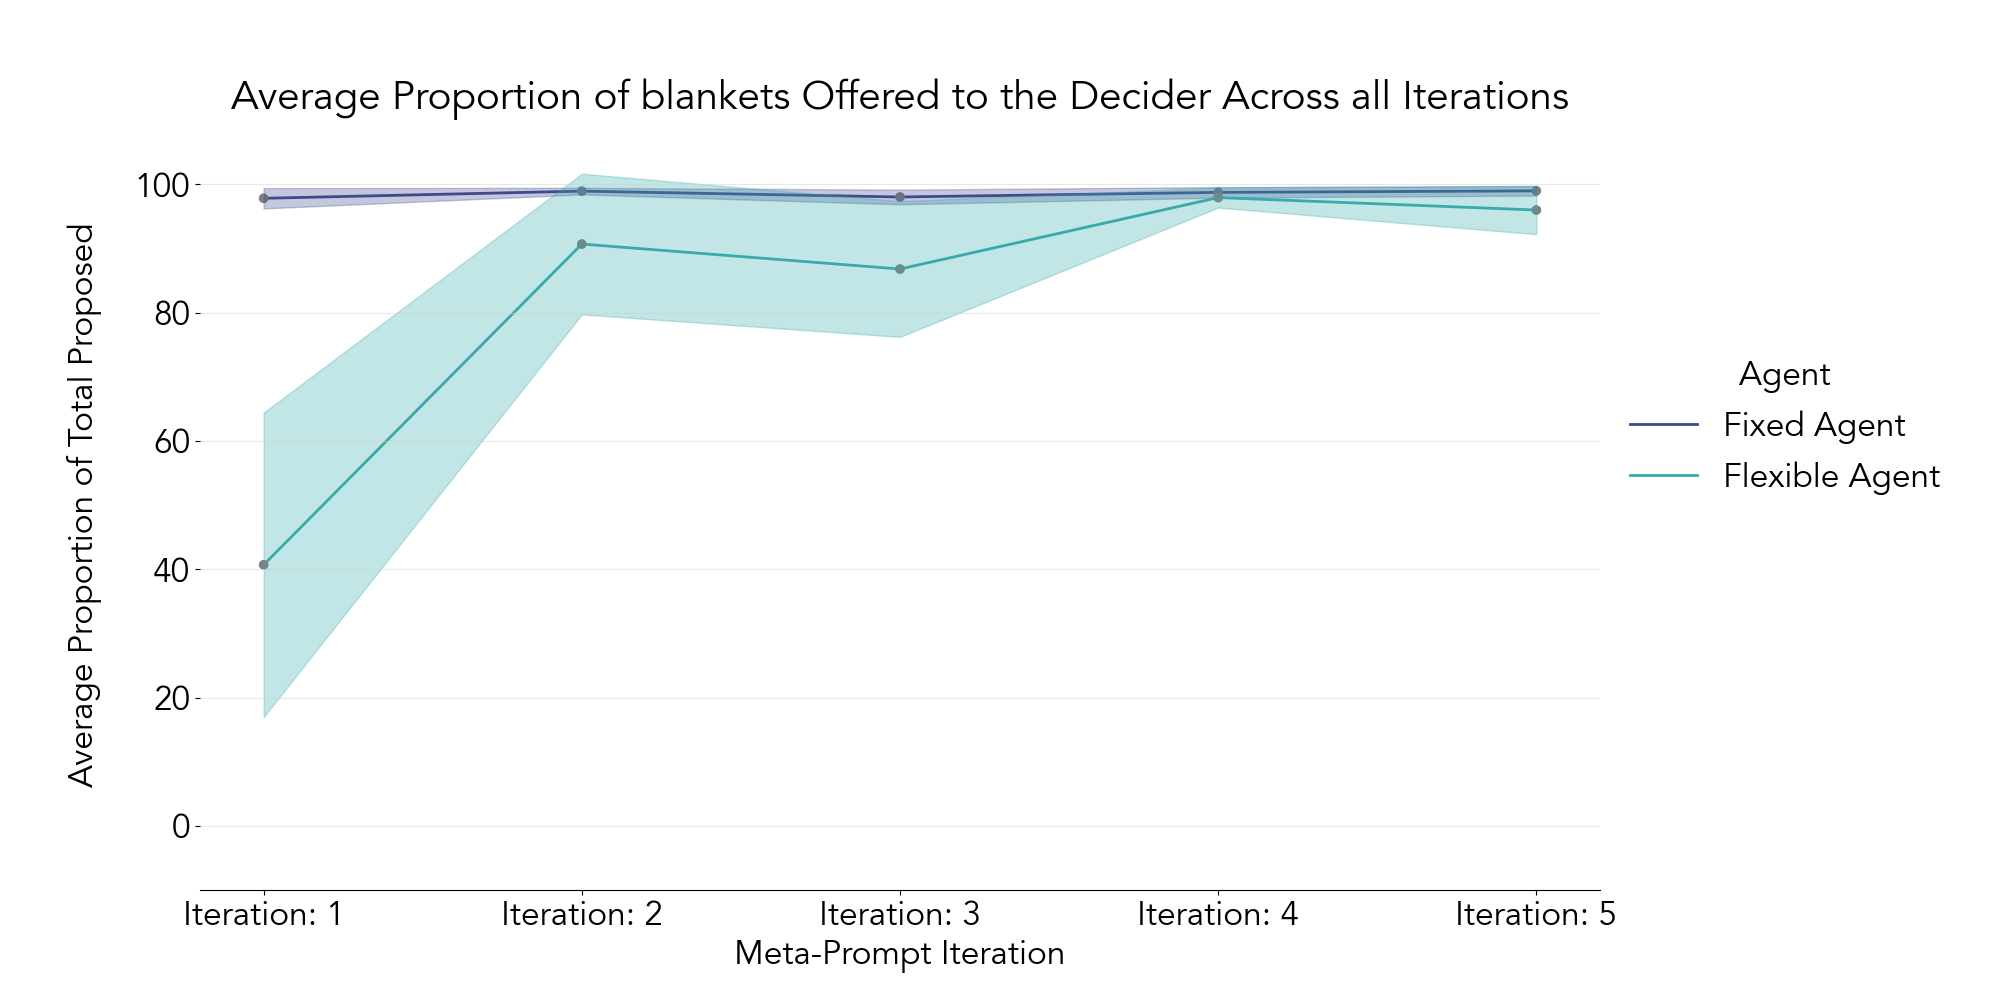 Average Proportion of blankets Offered to the Decider Across all Iterations
Average Proportion of Total Proposed
100
80
60
40
20
0
Iteration: 1
Iteration: 2
Iteration: 3
Iteration: 4
Iteration: 5
Meta-Prompt Iteration
Agent
Fixed Agent
Flexible Agent